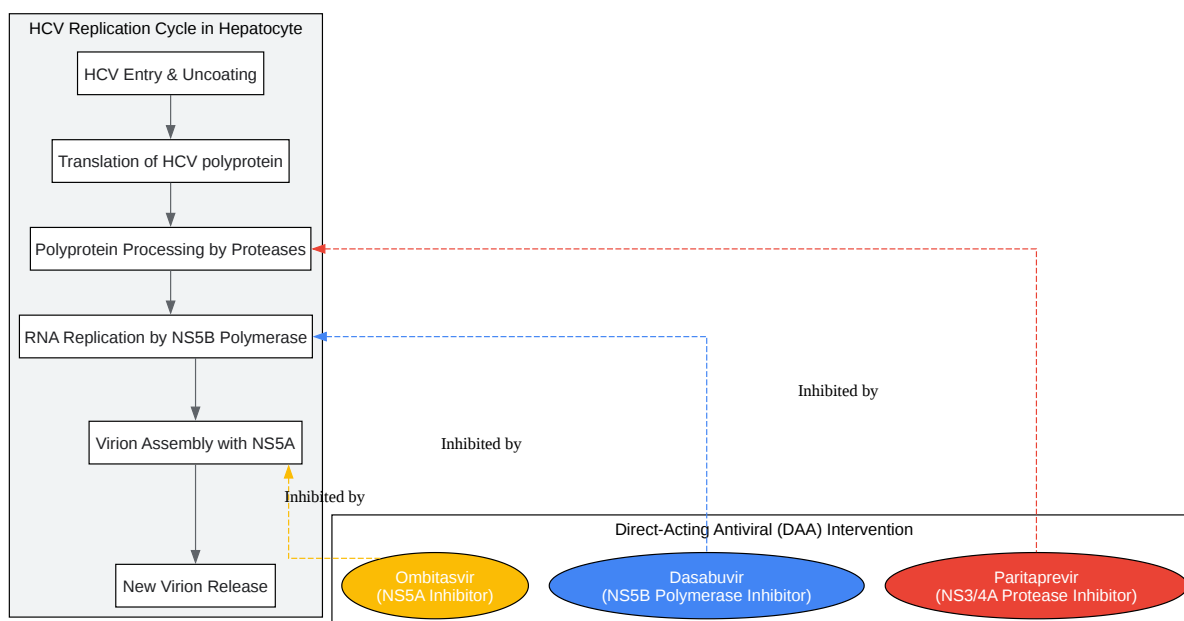 HCV Replication Cycle in Hepatocyte
HCV Entry & Uncoating
Translation of HCV polyprotein
Polyprotein Processing by Proteases
RNA Replication by NS5B Polymerase
Inhibited by
Virion Assembly with NS5A
Inhibited by
Inhibited by
Direct-Acting Antiviral (DAA) Intervention
New Virion Release
Ombitasvir
(NS5A Inhibitor)
Dasabuvir
(NS5B Polymerase Inhibitor)
Paritaprevir
(NS3/4A Protease Inhibitor)